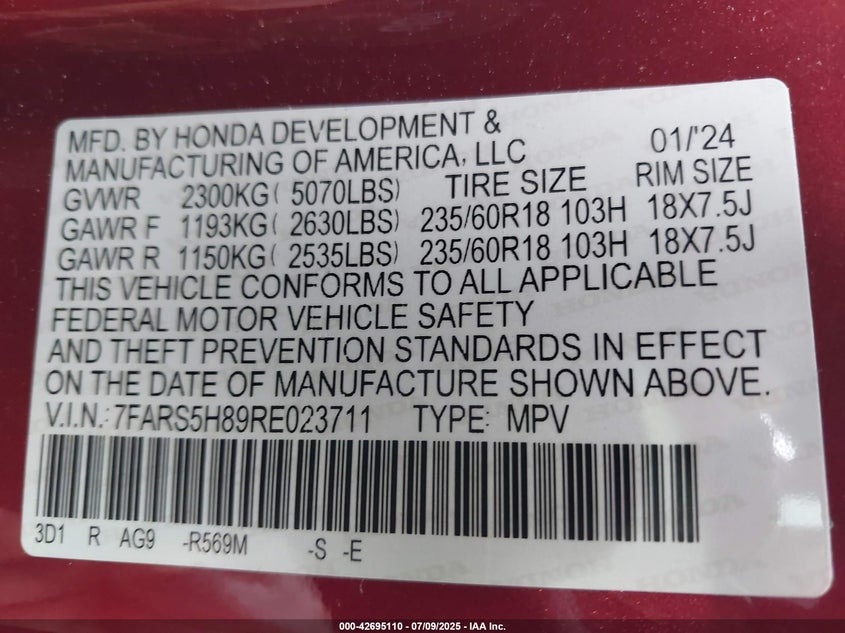 MFD. BY HONDA DEVELOPMENT &
MANUFACTURING OF AMERICA, LLC 01/'24
GVWR 2300KG( 5070LBS) TIRE SIZE RIM SIZE
GAWR F 1193KG( 2630LBS) 235/60R18 103H 18X7.5J
GAWR R 1150KG( 2535LBS) 235/60R18 103H 18X7.5J
THIS VEHICLE CONFORMS TO ALL APPLICABLE
FEDERAL MOTOR VEHICLE SAFETY
AND THEFT PREVENTION STANDARDS IN EFFECT
ON THE DATE OF MANUFACTURE SHOWN ABOVE.
V.I.N.: 7FARS5H89RE023711 TYPE: MPV
3D1 R AG9 -R569M -S -E
000-42695110 - 07/09/2025 - IAA Inc.